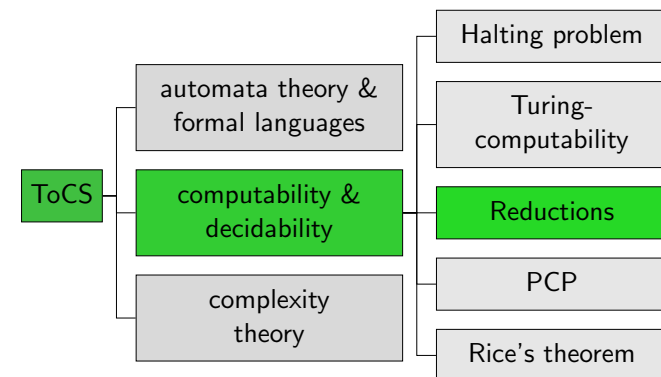 ToCS
automata theory &
formal languages
computability &
decidability
complexity
theory
Halting problem
Turing-
computability
Reductions
PCP
Rice's theorem